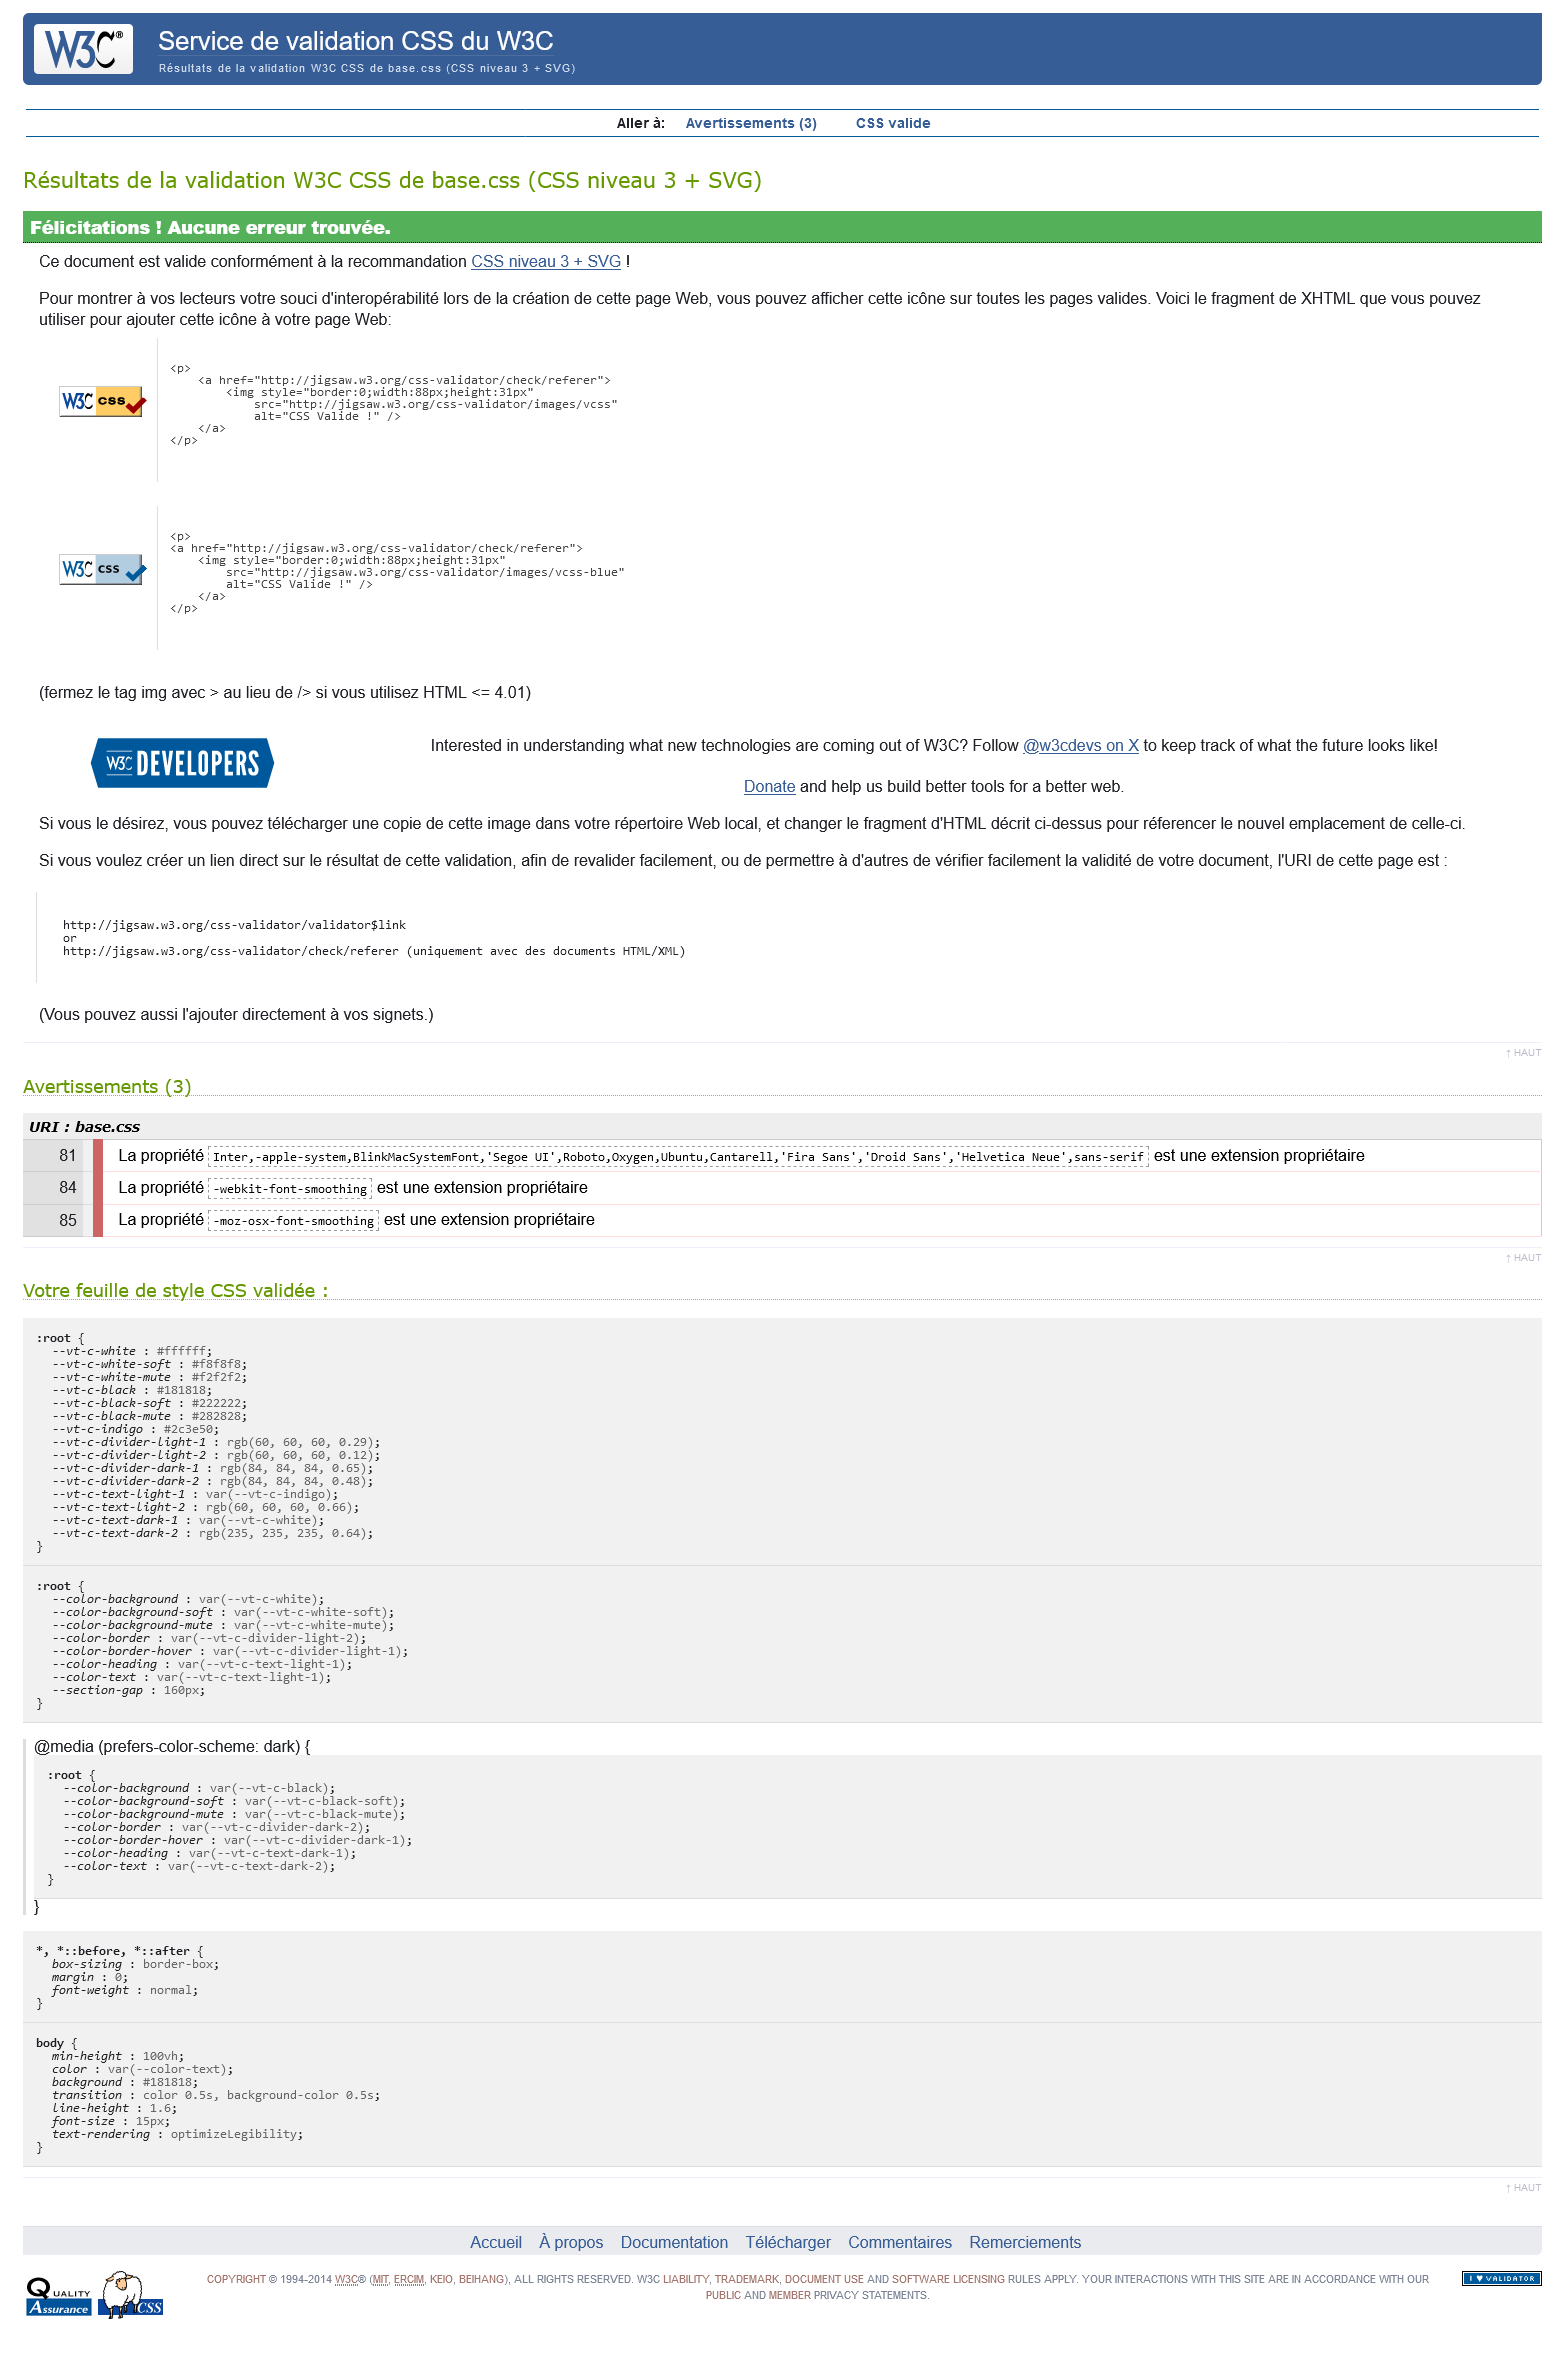 W3C®
Service de validation CSS du W3C
Résultats de la validation W3C CSS de base.css (CSS niveau 3 + SVG)
Aller à: Avertissements (3) CSS valide
Résultats de la validation W3C CSS de base.css (CSS niveau 3 + SVG)
Félicitations ! Aucune erreur trouvée.
Ce document est valide conformément à la recommandation CSS niveau 3 + SVG !
Pour montrer à vos lecteurs votre souci d'interopérabilité lors de la création de cette page Web, vous pouvez afficher cette icône sur toutes les pages valides. Voici le fragment de XHTML que vous pouvez
utiliser pour ajouter cette icône à votre page Web:
W3C css
<p>
<a href="http://jigsaw.w3.org/css-validator/check/referer">
<img style="border:0;width:88px;height:31px"
src="http://jigsaw.w3.org/css-validator/images/vcss"
alt="CSS Valide !" />
</a>
</p>
W3C css
<p>
<a href="http://jigsaw.w3.org/css-validator/check/referer">
<img style="border:0;width:88px;height:31px"
src="http://jigsaw.w3.org/css-validator/images/vcss-blue"
alt="CSS Valide !" />
</a>
</p>
(fermez le tag img avec > au lieu de /> si vous utilisez HTML <= 4.01)
W3C DEVELOPERS
Interested in understanding what new technologies are coming out of W3C? Follow @w3cdevs on X to keep track of what the future looks like!
Donate and help us build better tools for a better web.
Si vous le désirez, vous pouvez télécharger une copie de cette image dans votre répertoire Web local, et changer le fragment d'HTML décrit ci-dessus pour réferencer le nouvel emplacement de celle-ci.
Si vous voulez créer un lien direct sur le résultat de cette validation, afin de revalider facilement, ou de permettre à d'autres de vérifier facilement la validité de votre document, l'URI de cette page est :
http://jigsaw.w3.org/css-validator/validator$link
or
http://jigsaw.w3.org/css-validator/check/referer (uniquement avec des documents HTML/XML)
(Vous pouvez aussi l'ajouter directement à vos signets.)
↑ HAUT
Avertissements (3)
URI : base.css
81 La propriété Inter,-apple-system,BlinkMacSystemFont,'Segoe UI',Roboto,Oxygen,Ubuntu,Cantarell,'Fira Sans','Droid Sans','Helvetica Neue',sans-serif est une extension propriétaire
84 La propriété -webkit-font-smoothing est une extension propriétaire
85 La propriété -moz-osx-font-smoothing est une extension propriétaire
↑ HAUT
Votre feuille de style CSS validée :
:root {
--vt-c-white : #ffffff;
--vt-c-white-soft : #f8f8f8;
--vt-c-white-mute : #f2f2f2;
--vt-c-black : #181818;
--vt-c-black-soft : #222222;
--vt-c-black-mute : #282828;
--vt-c-indigo : #2c3e50;
--vt-c-divider-light-1 : rgb(60, 60, 60, 0.29);
--vt-c-divider-light-2 : rgb(60, 60, 60, 0.12);
--vt-c-divider-dark-1 : rgb(84, 84, 84, 0.65);
--vt-c-divider-dark-2 : rgb(84, 84, 84, 0.48);
--vt-c-text-light-1 : var(--vt-c-indigo);
--vt-c-text-light-2 : rgb(60, 60, 60, 0.66);
--vt-c-text-dark-1 : var(--vt-c-white);
--vt-c-text-dark-2 : rgb(235, 235, 235, 0.64);
}
:root {
--color-background : var(--vt-c-white);
--color-background-soft : var(--vt-c-white-soft);
--color-background-mute : var(--vt-c-white-mute);
--color-border : var(--vt-c-divider-light-2);
--color-border-hover : var(--vt-c-divider-light-1);
--color-heading : var(--vt-c-text-light-1);
--color-text : var(--vt-c-text-light-1);
--section-gap : 160px;
}
@media (prefers-color-scheme: dark) {
:root {
--color-background : var(--vt-c-black);
--color-background-soft : var(--vt-c-black-soft);
--color-background-mute : var(--vt-c-black-mute);
--color-border : var(--vt-c-divider-dark-2);
--color-border-hover : var(--vt-c-divider-dark-1);
--color-heading : var(--vt-c-text-dark-1);
--color-text : var(--vt-c-text-dark-2);
}
}
*, *::before, *::after {
box-sizing : border-box;
margin : 0;
font-weight : normal;
}
body {
min-height : 100vh;
color : var(--color-text);
background : #181818;
transition : color 0.5s, background-color 0.5s;
line-height : 1.6;
font-size : 15px;
text-rendering : optimizeLegibility;
}
↑ HAUT
Accueil À propos Documentation Télécharger Commentaires Remerciements
QUALITY Assurance CSS
COPYRIGHT © 1994-2014 W3C® (MIT, ERCIM, KEIO, BEIHANG), ALL RIGHTS RESERVED. W3C LIABILITY, TRADEMARK, DOCUMENT USE AND SOFTWARE LICENSING RULES APPLY. YOUR INTERACTIONS WITH THIS SITE ARE IN ACCORDANCE WITH OUR
PUBLIC AND MEMBER PRIVACY STATEMENTS.
I ♥ VALIDATOR